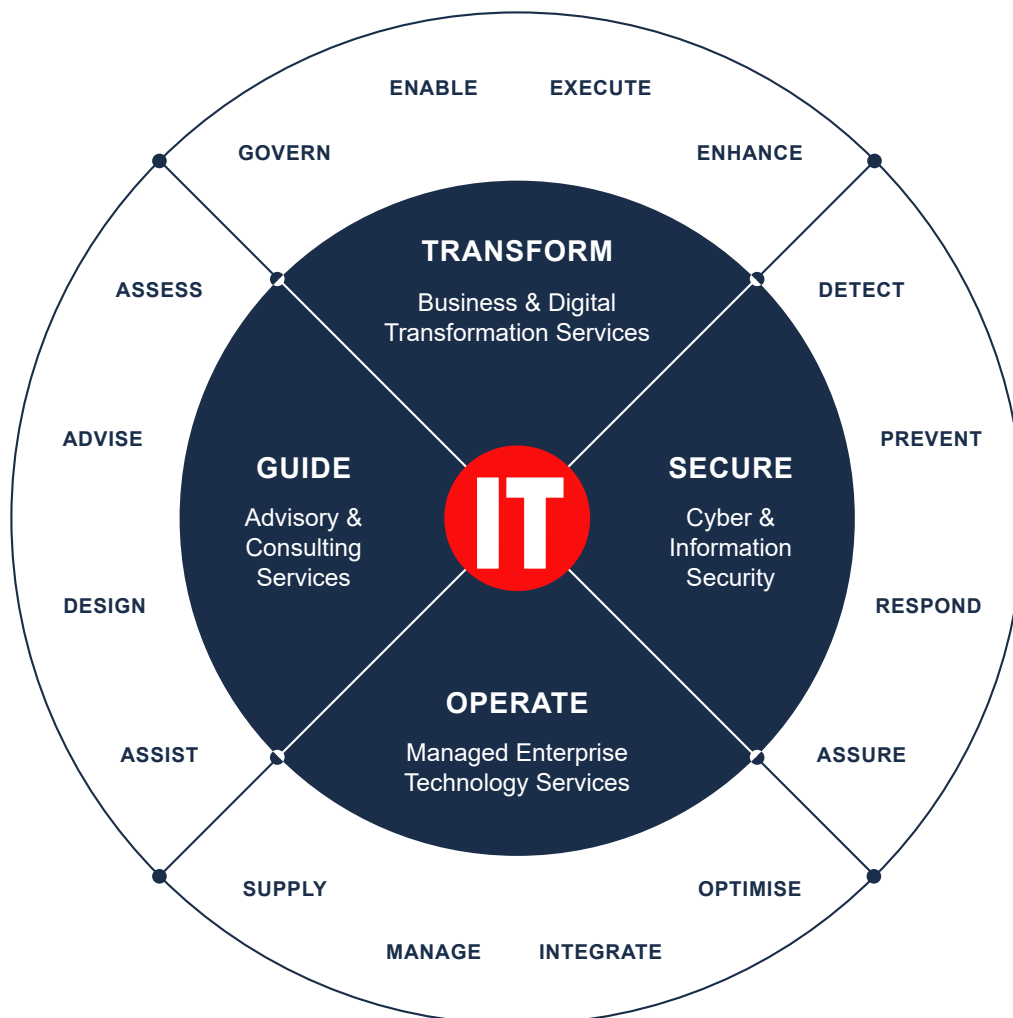 ENABLE
EXECUTE
GOVERN
ENHANCE
TRANSFORM
Business & Digital
Transformation Services
ASSESS
DETECT
ADVISE
PREVENT
GUIDE
Advisory &
Consulting
Services
IT
SECURE
Cyber &
Information
Security
DESIGN
RESPOND
OPERATE
Managed Enterprise
Technology Services
ASSIST
ASSURE
SUPPLY
OPTIMISE
MANAGE
INTEGRATE